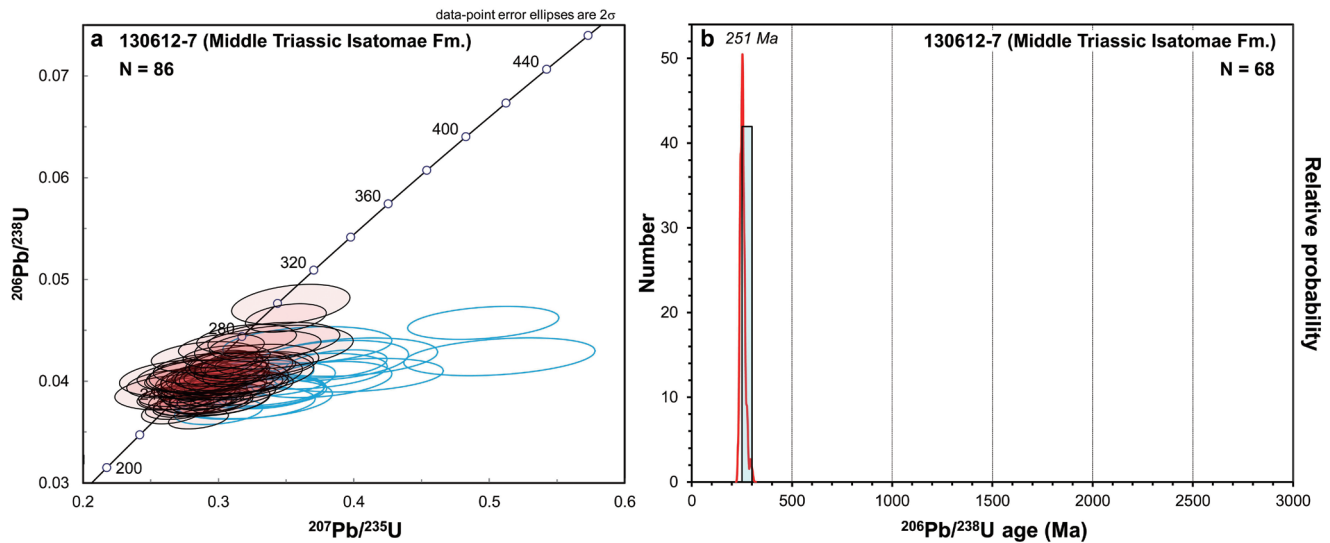 data-point error ellipses are 2σ
a 130612-7 (Middle Triassic Isatomae Fm.)
N = 86
0.07
0.06
0.05
0.04
0.03
206Pb/238U
440
400
360
320
280
200
0.2 0.3 0.4 0.5 0.6
207Pb/235U
b 251 Ma 130612-7 (Middle Triassic Isatomae Fm.)
N = 68
50
40
30
20
10
0
Number
Relative probability
0 500 1000 1500 2000 2500 3000
206Pb/238U age (Ma)